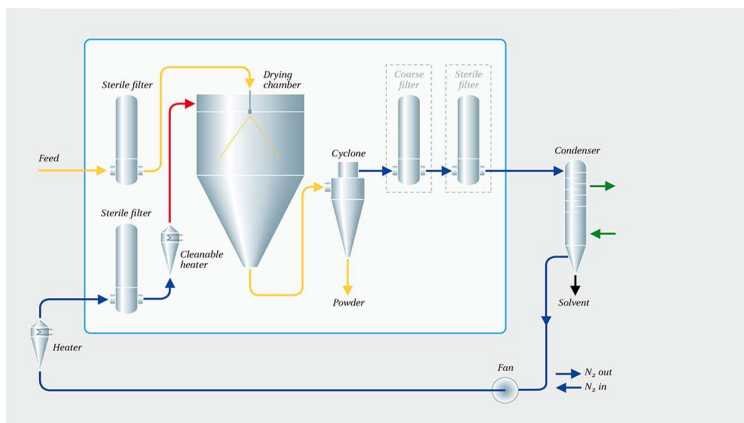 Sterile filter
Drying
chamber
Coarse
filter
Sterile
filter
Feed
Cyclone
Condenser
Sterile filter
Cleanable
heater
Powder
Solvent
Heater
Fan
N₂ out
N₂ in